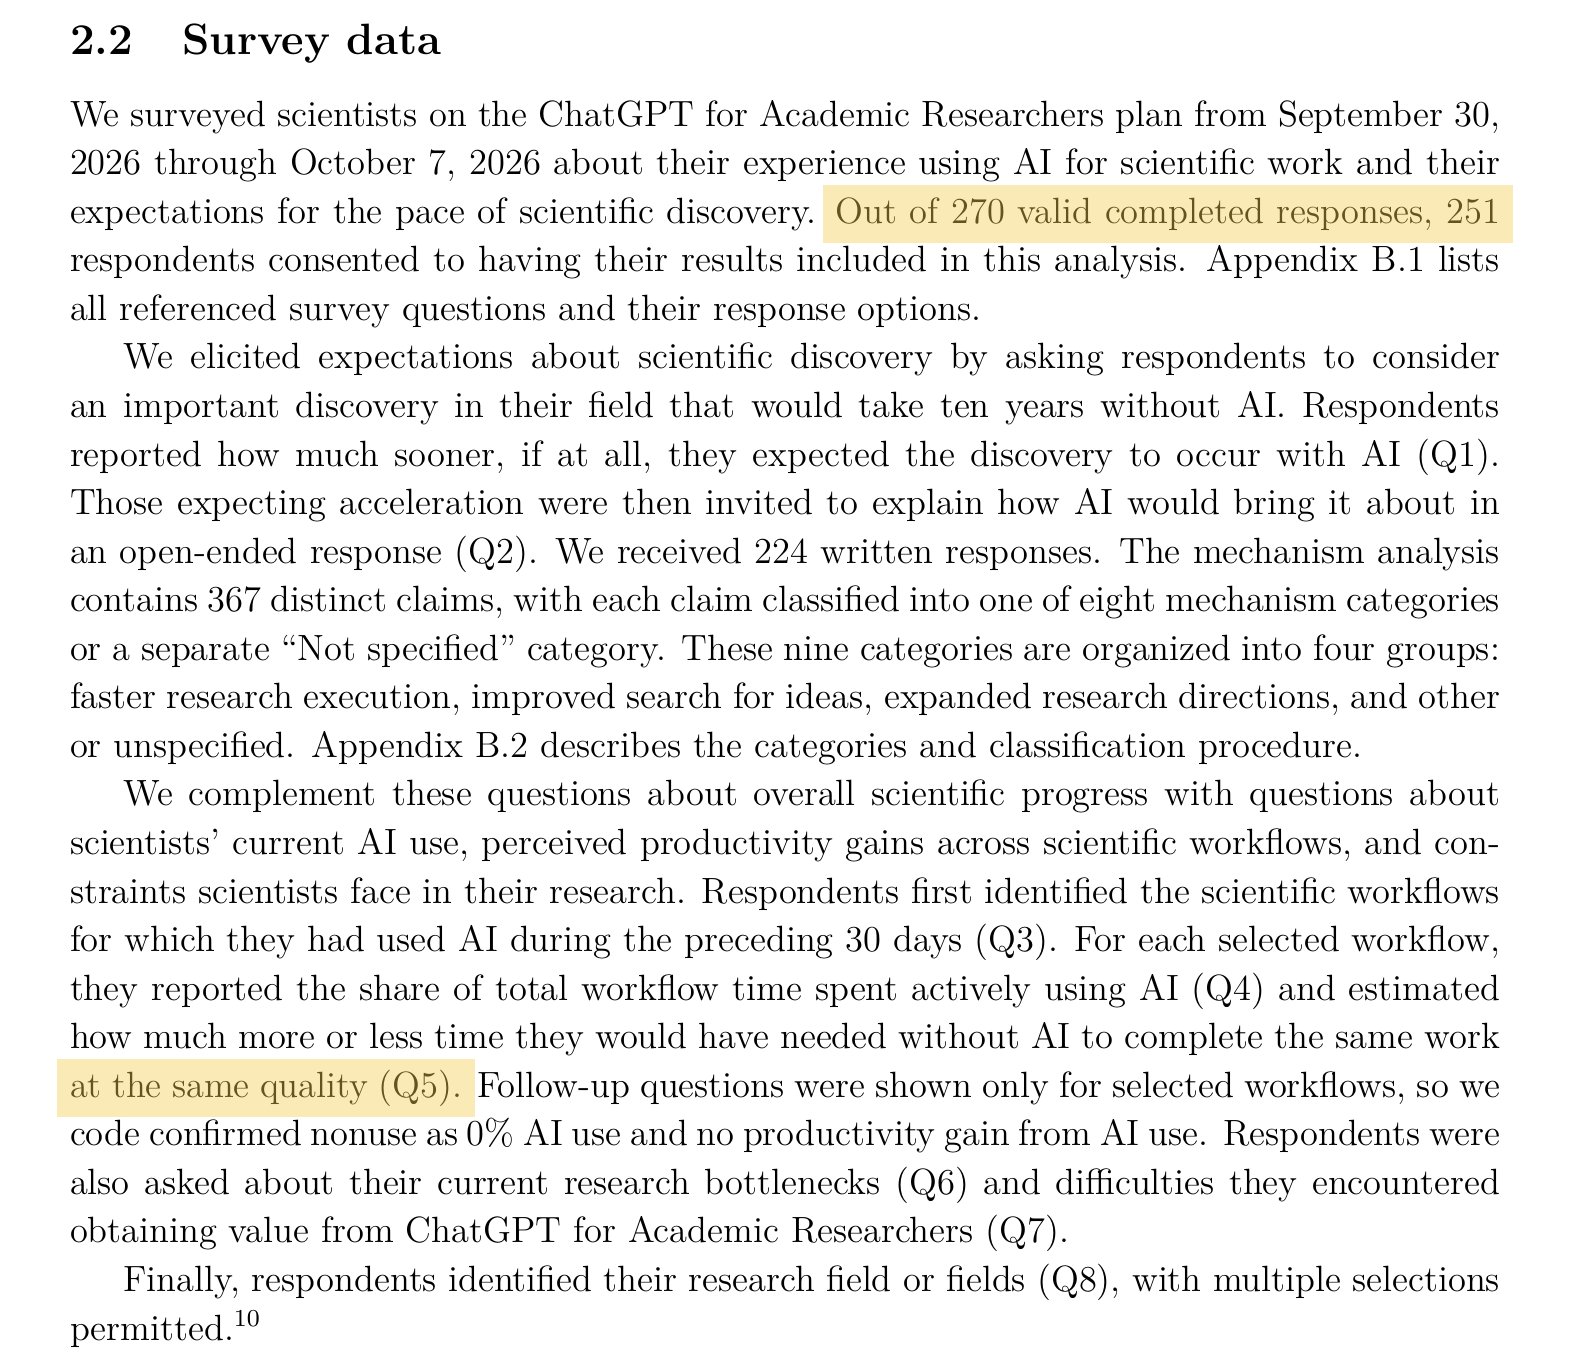 2.2 Survey data
We surveyed scientists on the ChatGPT for Academic Researchers plan from September 30,
2026 through October 7, 2026 about their experience using AI for scientific work and their
expectations for the pace of scientific discovery. Out of 270 valid completed responses, 251
respondents consented to having their results included in this analysis. Appendix B.1 lists
all referenced survey questions and their response options.
We elicited expectations about scientific discovery by asking respondents to consider
an important discovery in their field that would take ten years without AI. Respondents
reported how much sooner, if at all, they expected the discovery to occur with AI (Q1).
Those expecting acceleration were then invited to explain how AI would bring it about in
an open-ended response (Q2). We received 224 written responses. The mechanism analysis
contains 367 distinct claims, with each claim classified into one of eight mechanism categories
or a separate “Not specified” category. These nine categories are organized into four groups:
faster research execution, improved search for ideas, expanded research directions, and other
or unspecified. Appendix B.2 describes the categories and classification procedure.
We complement these questions about overall scientific progress with questions about
scientists’ current AI use, perceived productivity gains across scientific workflows, and con-
straints scientists face in their research. Respondents first identified the scientific workflows
for which they had used AI during the preceding 30 days (Q3). For each selected workflow,
they reported the share of total workflow time spent actively using AI (Q4) and estimated
how much more or less time they would have needed without AI to complete the same work
at the same quality (Q5). Follow-up questions were shown only for selected workflows, so we
code confirmed nonuse as 0% AI use and no productivity gain from AI use. Respondents were
also asked about their current research bottlenecks (Q6) and difficulties they encountered
obtaining value from ChatGPT for Academic Researchers (Q7).
Finally, respondents identified their research field or fields (Q8), with multiple selections
permitted.¹⁰